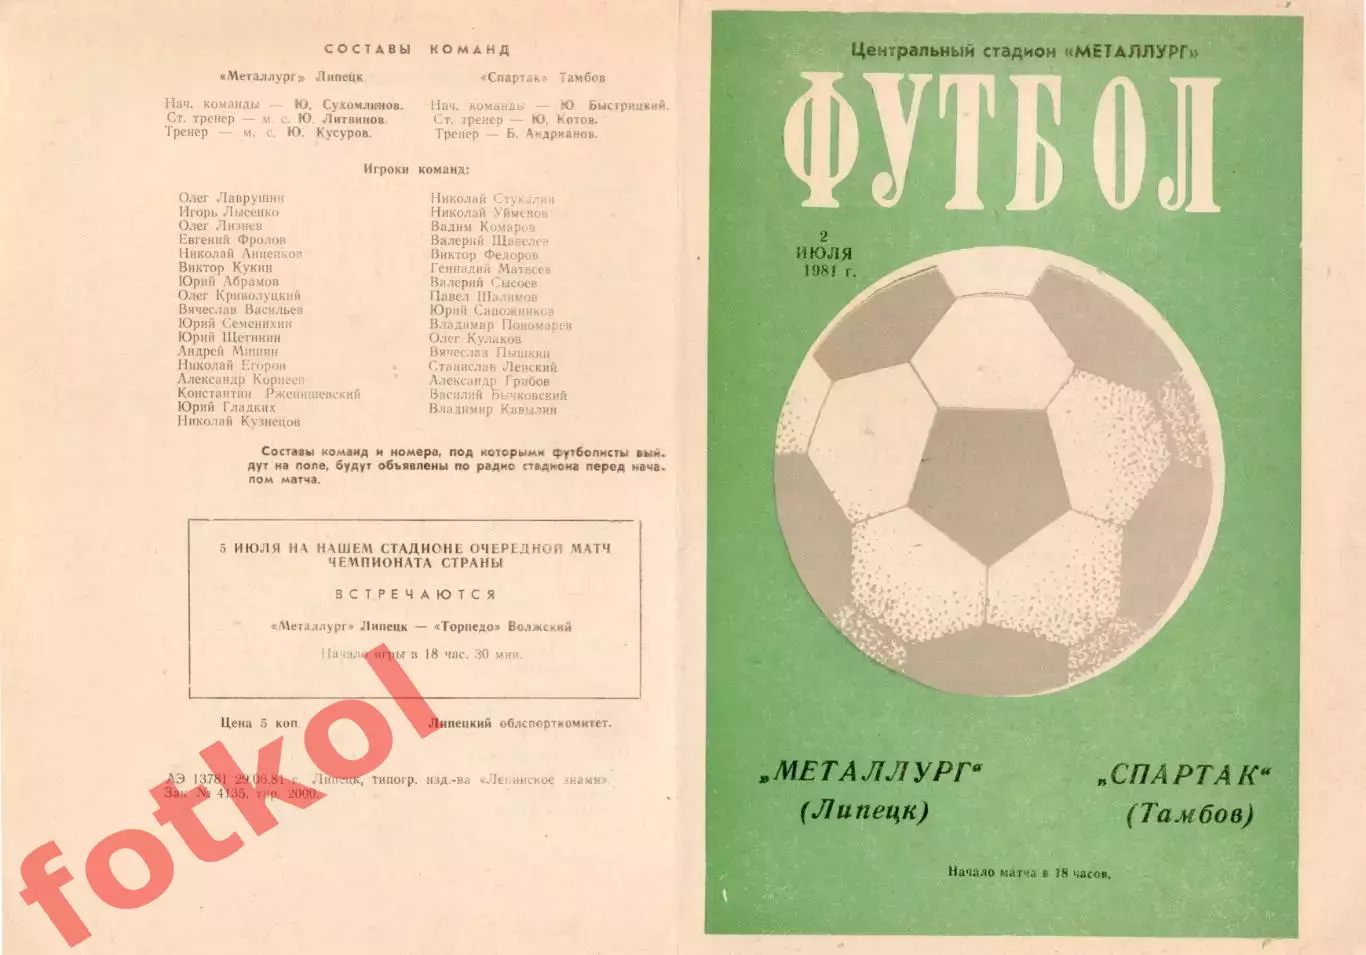 СОСТАВЫ КОМАНД
«Металлург» Липецк
Нач. команды — Ю. Сухомлинов.
Ст. тренер — м. с. Ю. Литвинов.
Тренер — м. с. Ю. Кусуров.
«Спартак» Тамбов
Нач. команды — Ю. Быстрицкий.
Ст. тренер — Ю. Котов.
Тренер — Б. Андрианов.
Игроки команд:
Олег Лаврушин
Игорь Лысенко
Олег Лизнев
Евгений Фролов
Николай Анненков
Виктор Кукин
Юрий Абрамов
Олег Криволуцкий
Вячеслав Васильев
Юрий Семенихин
Юрий Щетинин
Андрей Мишин
Николай Егоров
Александр Корнеев
Константин Рженишевский
Юрий Гладких
Николай Кузнецов
Николай Стукалин
Николай Уйменов
Вадим Комаров
Валерий Щавелев
Виктор Федоров
Геннадий Матвеев
Валерий Сысоев
Павел Шалимов
Юрий Сапожников
Владимир Пономарев
Олег Кулаков
Вячеслав Пышкин
Станислав Ленский
Александр Грибов
Василий Бычковский
Владимир Кавылин
Составы команд и номера, под которыми футболисты вый-
дут на поле, будут объявлены по радио стадиона перед нача-
лом матча.
5 ИЮЛЯ НА НАШЕМ СТАДИОНЕ ОЧЕРЕДНОЙ МАТЧ
ЧЕМПИОНАТА СТРАНЫ
ВСТРЕЧАЮТСЯ
«Металлург» Липецк — «Торпедо» Волжский
Начало игры в 18 час. 30 мин.
Цена 5 коп. Липецкий облспорткомитет.
АЭ 13781 29.06.81 г. Липецк, типогр. изд-ва «Ленинское знамя».
Зак. № 4135, тир. 2000.
fotkol
Центральный стадион «МЕТАЛЛУРГ»
ФУТБОЛ
2
ИЮЛЯ
1981 г.
„МЕТАЛЛУРГ“
(Липецк)
„СПАРТАК“
(Тамбов)
Начало матча в 18 часов.